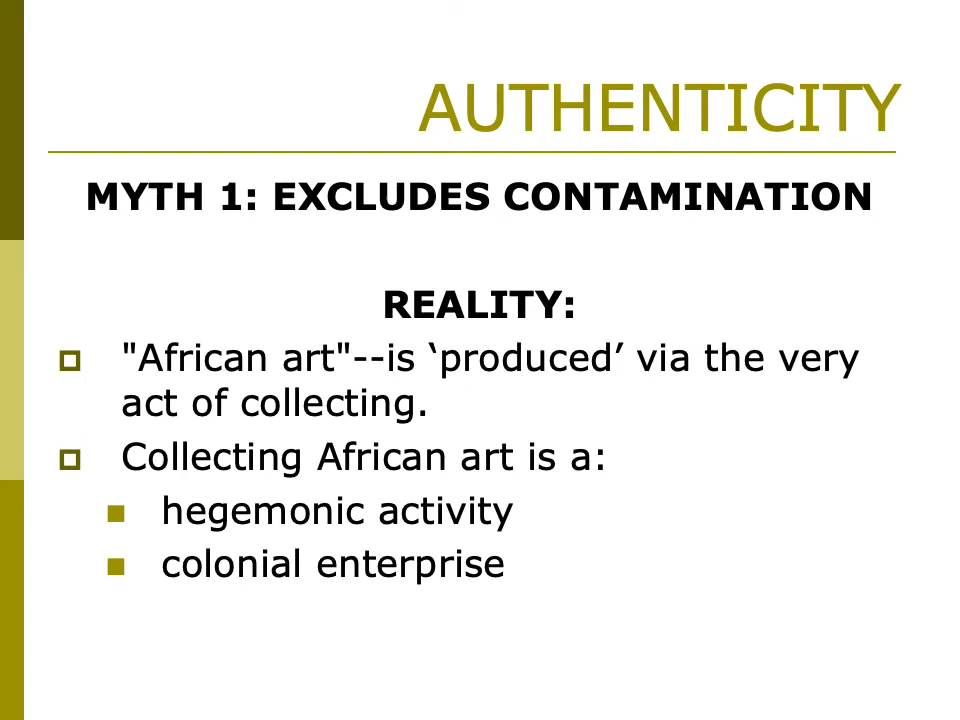 AUTHENTICITY
MYTH 1: EXCLUDES CONTAMINATION
REALITY:
"African art"--is ‘produced’ via the very
act of collecting.
Collecting African art is a:
hegemonic activity
colonial enterprise